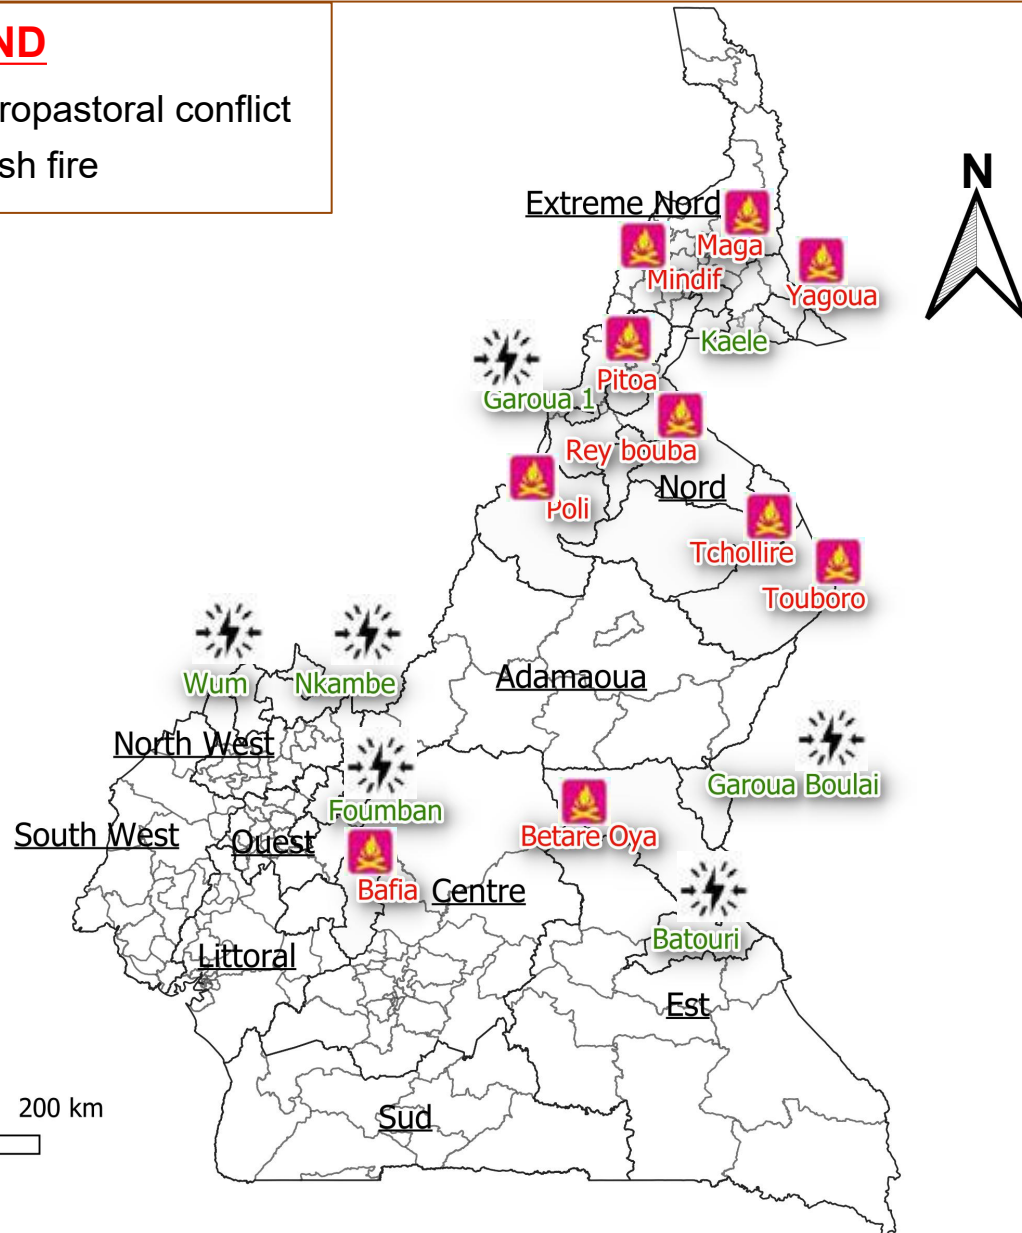 ND
ropastoral conflict
sh fire
N
Extreme Nord
Maga
Mindif
Yagoua
Kaele
Pitoa
Garoua 1
Rey bouba
Nord
Poli
Tchollire
Touboro
Wum
Nkambe
Adamaoua
North West
Garoua Boulai
Foumban
South West
Ouest
Betare Oya
Bafia
Centre
Batouri
Littoral
Est
200 km
Sud